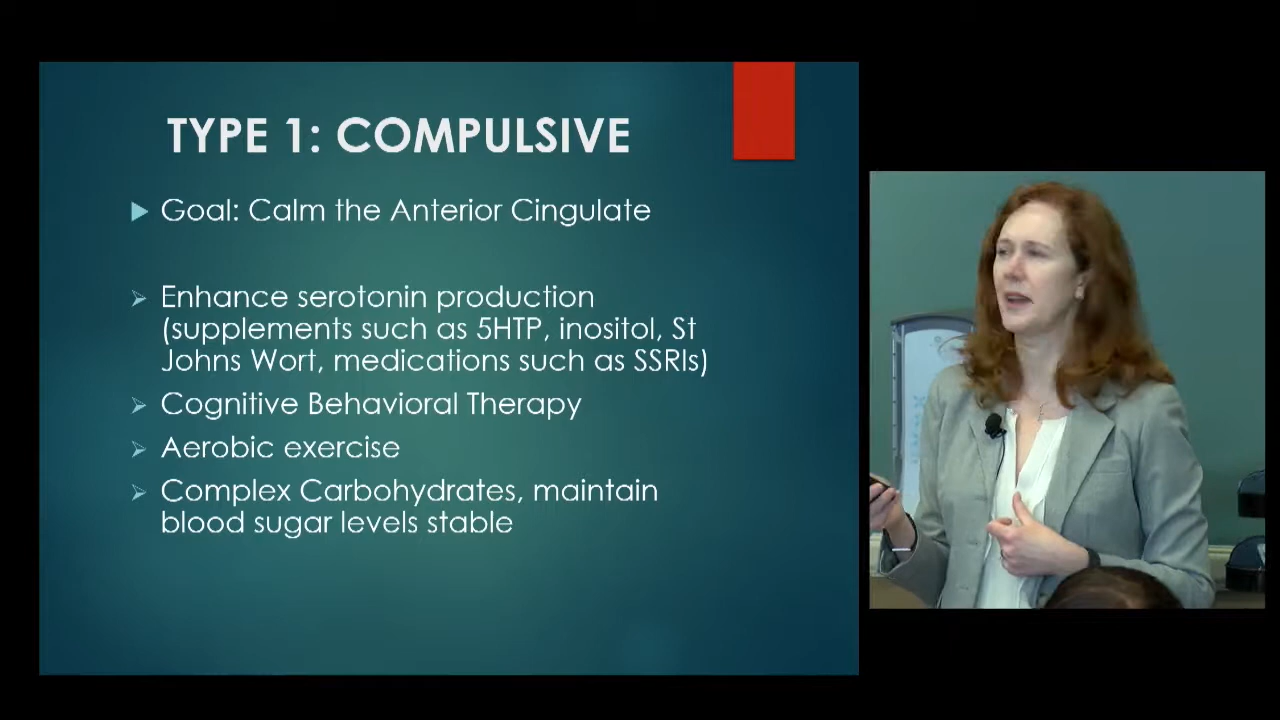 TYPE 1: COMPULSIVE
Goal: Calm the Anterior Cingulate
Enhance serotonin production
(supplements such as 5HTP, inositol, St
Johns Wort, medications such as SSRIs)
Cognitive Behavioral Therapy
Aerobic exercise
Complex Carbohydrates, maintain
blood sugar levels stable